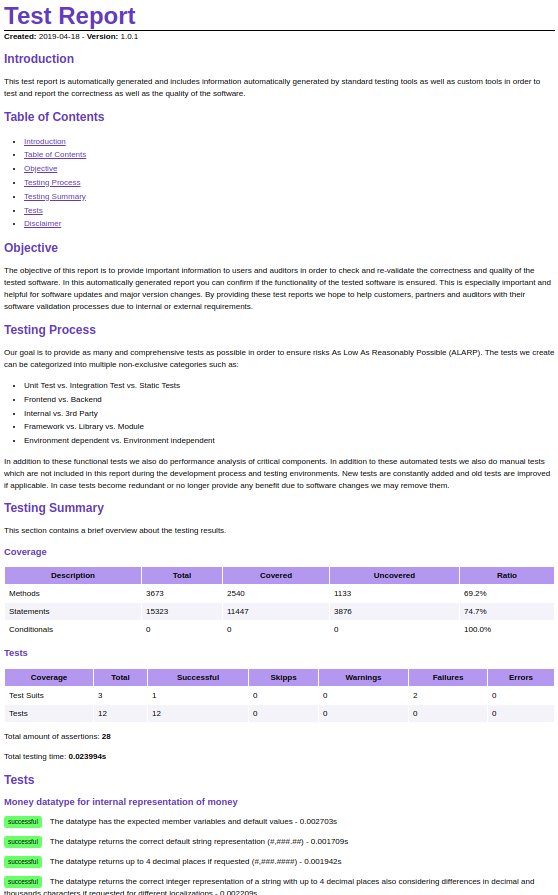 Test Report
Created: 2019-04-18 - Version: 1.0.1
Introduction
This test report is automatically generated and includes information automatically generated by standard testing tools as well as custom tools in order to
test and report the correctness as well as the quality of the software.
Table of Contents
• Introduction
• Table of Contents
• Objective
• Testing Process
• Testing Summary
• Tests
• Disclaimer
Objective
The objective of this report is to provide important information to users and auditors in order to check and re-validate the correctness and quality of the
tested software. In this automatically generated report you can confirm if the functionality of the tested software is ensured. This is especially important and
helpful for software updates and major version changes. By providing these test reports we hope to help customers, partners and auditors with their
software validation processes due to internal or external requirements.
Testing Process
Our goal is to provide as many and comprehensive tests as possible in order to ensure risks As Low As Reasonably Possible (ALARP). The tests we create
can be categorized into multiple non-exclusive categories such as:
• Unit Test vs. Integration Test vs. Static Tests
• Frontend vs. Backend
• Internal vs. 3rd Party
• Framework vs. Library vs. Module
• Environment dependent vs. Environment independent
In addition to these functional tests we also do performance analysis of critical components. In addition to these automated tests we also do manual tests
which are not included in this report during the development process and testing environments. New tests are constantly added and old tests are improved
if applicable. In case tests become redundant or no longer provide any benefit due to software changes we may remove them.
Testing Summary
This section contains a brief overview about the testing results.
Coverage
Description Total Covered Uncovered Ratio
Methods 3673 2540 1133 69.2%
Statements 15323 11447 3876 74.7%
Conditionals 0 0 0 100.0%
Tests
Coverage Total Successful Skipps Warnings Failures Errors
Test Suits 3 1 0 0 2 0
Tests 12 12 0 0 0 0
Total amount of assertions: 28
Total testing time: 0.023994s
Tests
Money datatype for internal representation of money
successful The datatype has the expected member variables and default values - 0.002703s
successful The datatype returns the correct default string representation (#,###.##) - 0.001709s
successful The datatype returns up to 4 decimal places if requested (#,###.####) - 0.001942s
successful The datatype returns the correct integer representation of a string with up to 4 decimal places also considering differences in decimal and
thousands characters if requested for different localizations - 0.002209s